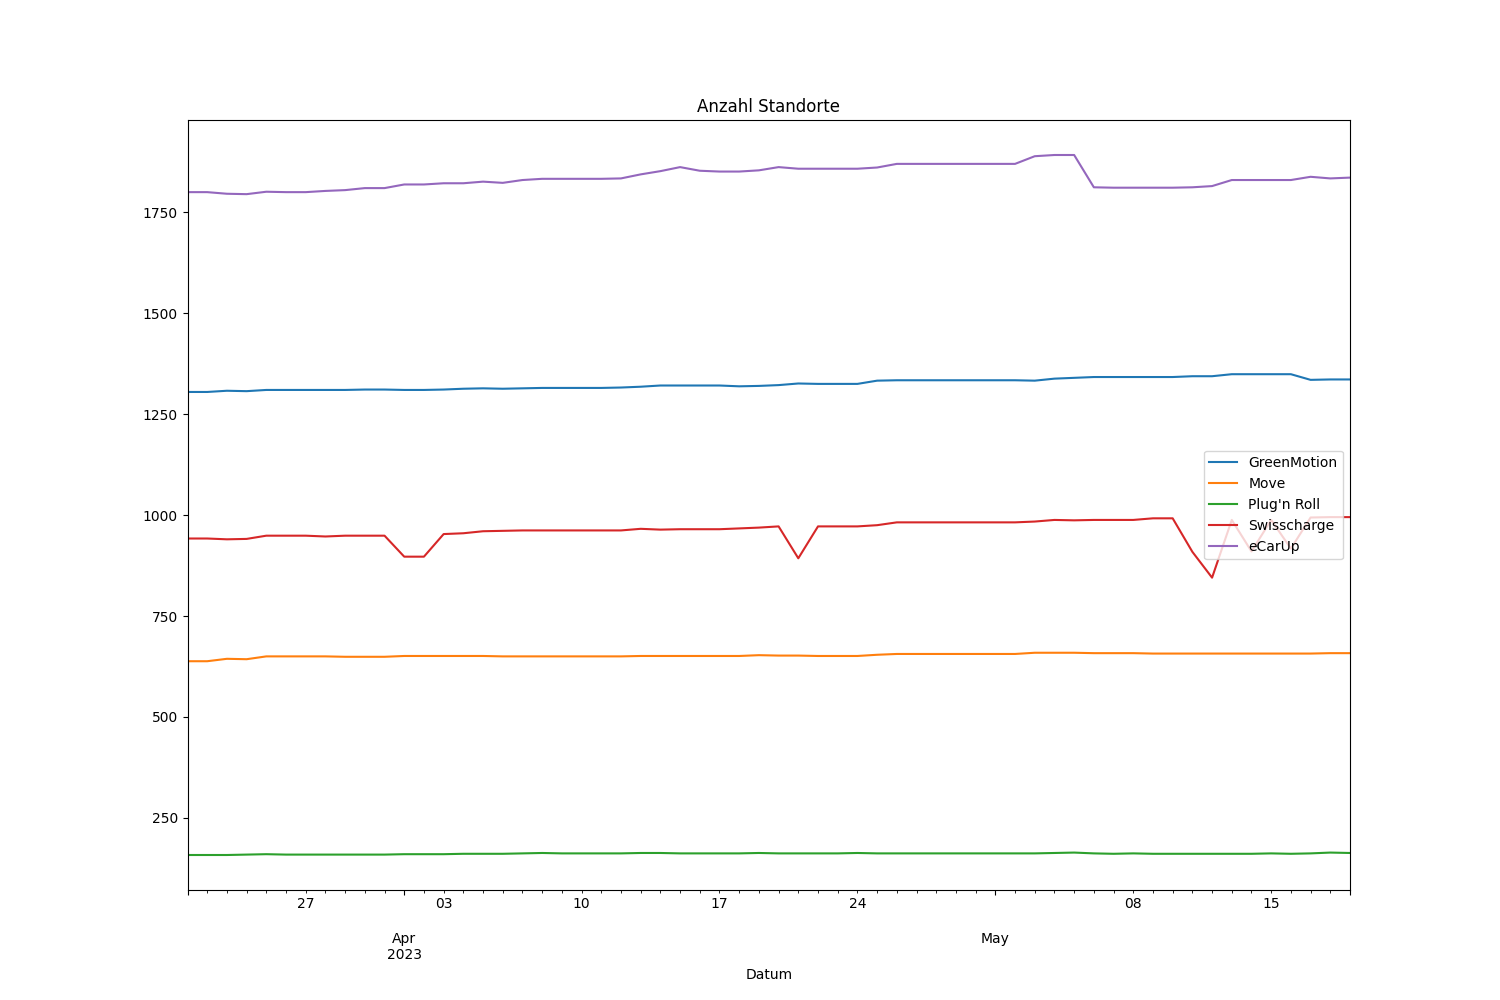 Anzahl Standorte
1750
1500
1250
1000
750
500
250
GreenMotion
Move
Plug'n Roll
Swisscharge
eCarUp
27 03 10 17 24 08 15
Apr May
2023
Datum